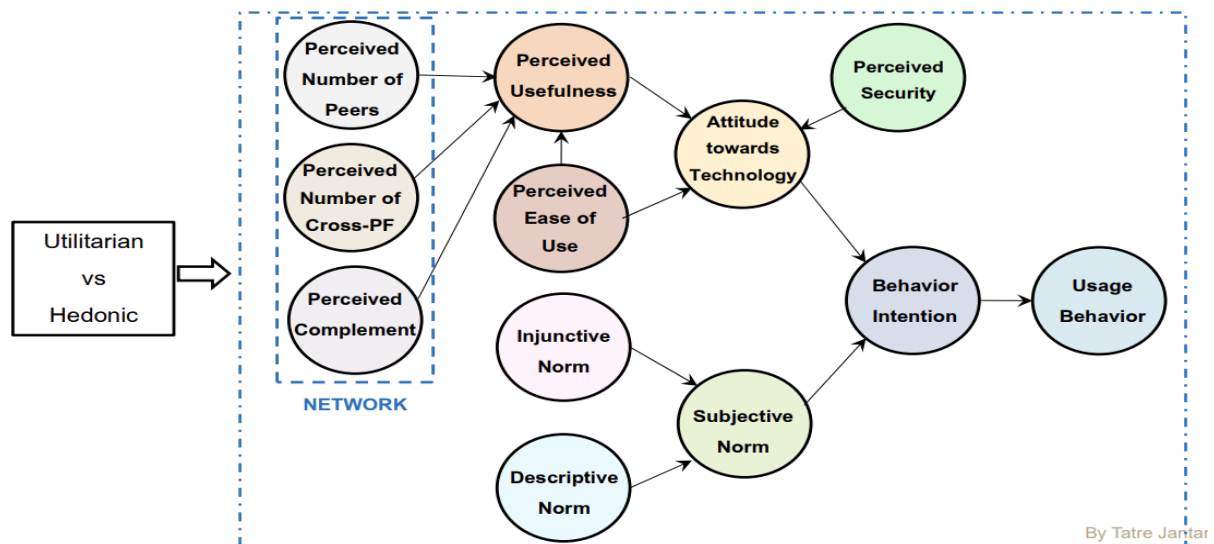 Perceived
Number of
Peers
Perceived
Usefulness
Perceived
Security
Attitude
towards
Technology
Perceived
Number of
Cross-PF
Perceived
Ease of
Use
Utilitarian
vs
Hedonic
Perceived
Complement
Behavior
Intention
Usage
Behavior
Injunctive
Norm
NETWORK
Subjective
Norm
Descriptive
Norm
By Tatre Jantar